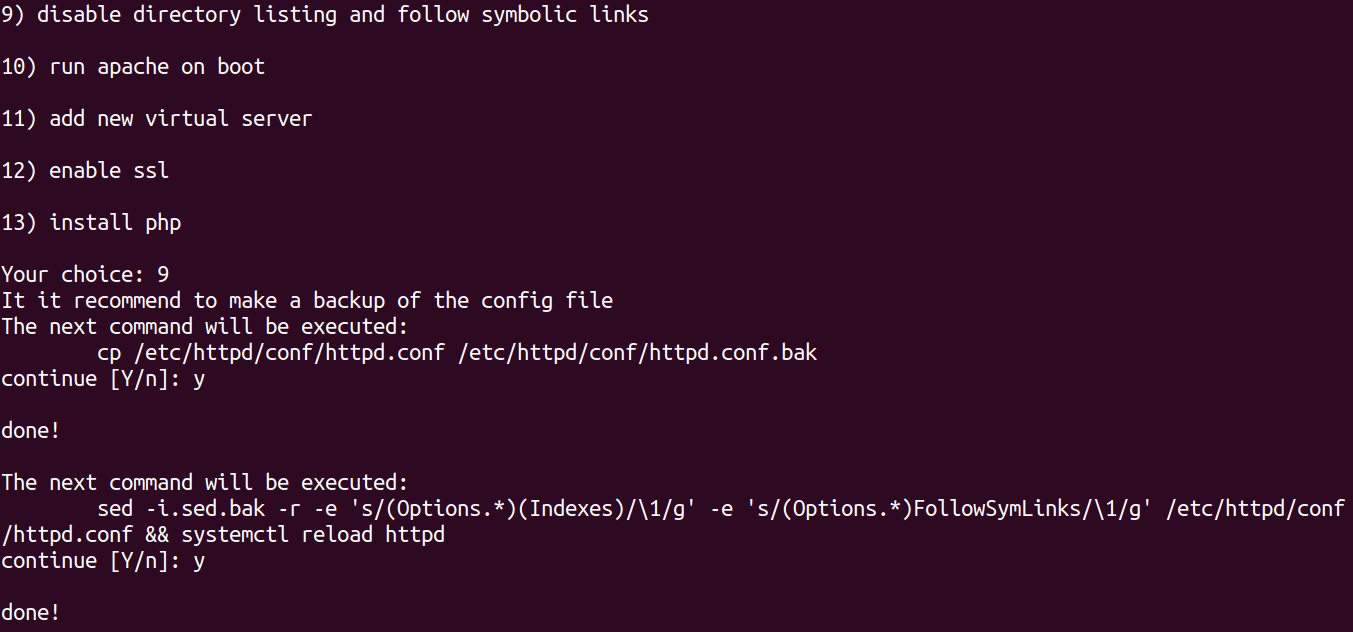 9) disable directory listing and follow symbolic links
10) run apache on boot
11) add new virtual server
12) enable ssl
13) install php
Your choice: 9
It it recommend to make a backup of the config file
The next command will be executed:
cp /etc/httpd/conf/httpd.conf /etc/httpd/conf/httpd.conf.bak
continue [Y/n]: y
done!
The next command will be executed:
sed -i.sed.bak -r -e 's/(Options.*)(Indexes)/\1/g' -e 's/(Options.*)FollowSymLinks/\1/g' /etc/httpd/conf
/httpd.conf && systemctl reload httpd
continue [Y/n]: y
done!